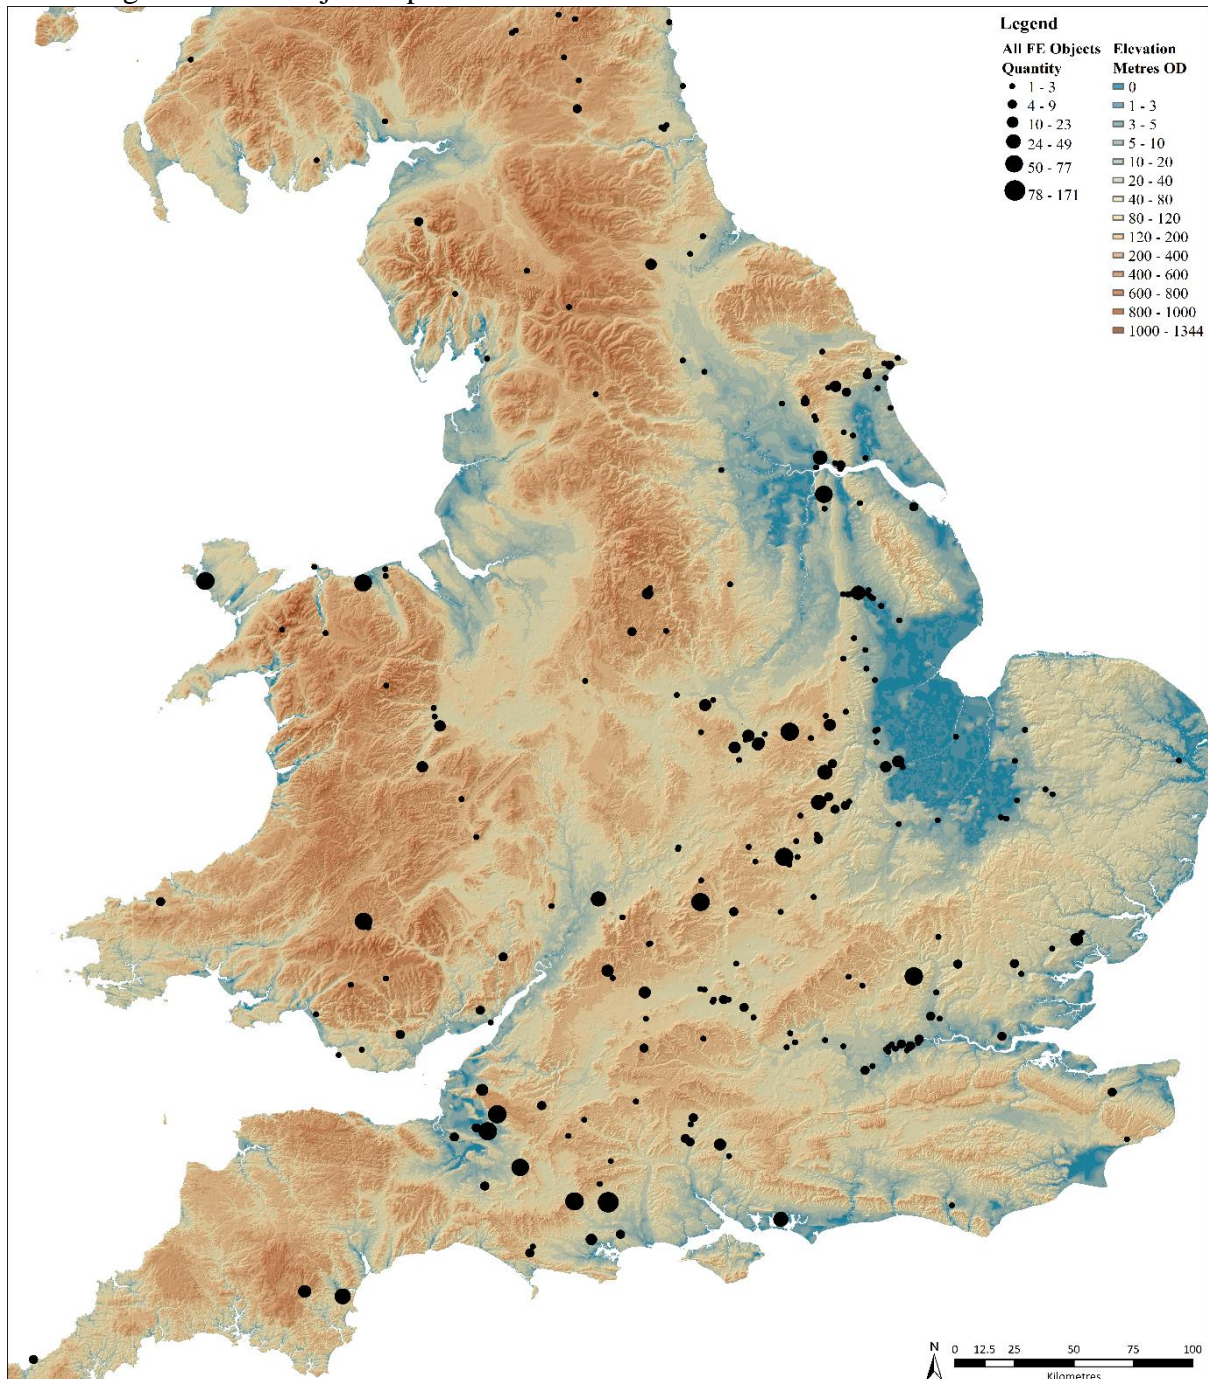 Legend
All FE Objects Elevation
Quantity Metres OD
1 - 3 0
4 - 9 1 - 3
10 - 23 3 - 5
24 - 49 5 - 10
50 - 77 10 - 20
78 - 171 20 - 40
40 - 80
80 - 120
120 - 200
200 - 400
400 - 600
600 - 800
800 - 1000
1000 - 1344
N
0 12.5 25 50 75 100
Kilometres